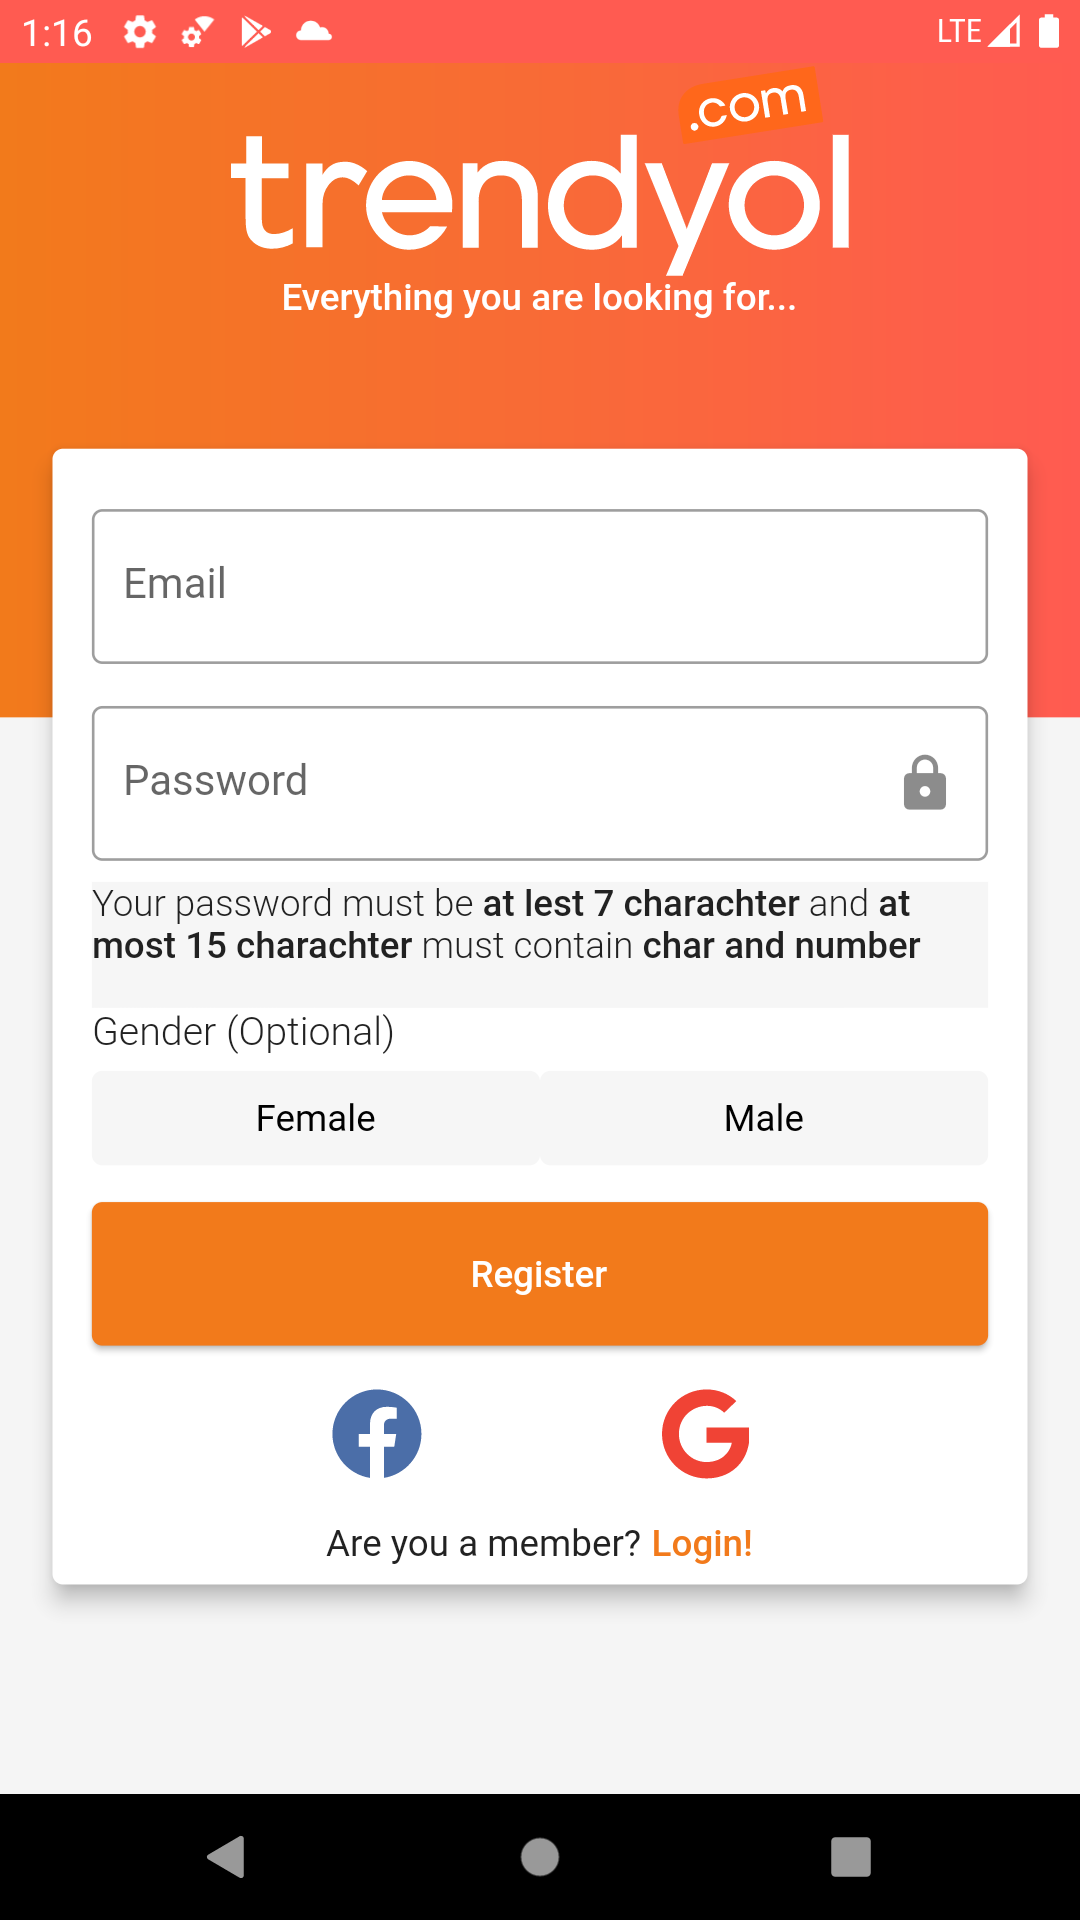 1:16
LTE
.com
trendyol
Everything you are looking for...
Email
Password
Your password must be at lest 7 charachter and at
most 15 charachter must contain char and number
Gender (Optional)
Female
Male
Register
Are you a member? Login!